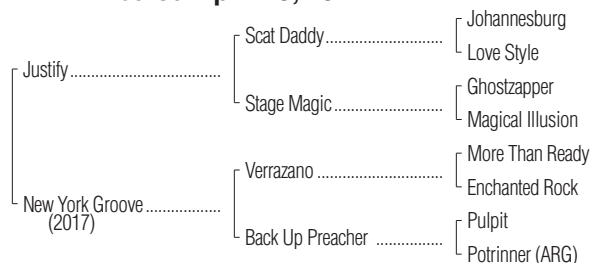 Johannesburg
Scat Daddy
Love Style
Justify
Ghostzapper
Stage Magic
Magical Illusion
More Than Ready
Verrazano
Enchanted Rock
New York Groove
(2017)
Pulpit
Back Up Preacher
Potrinner (ARG)